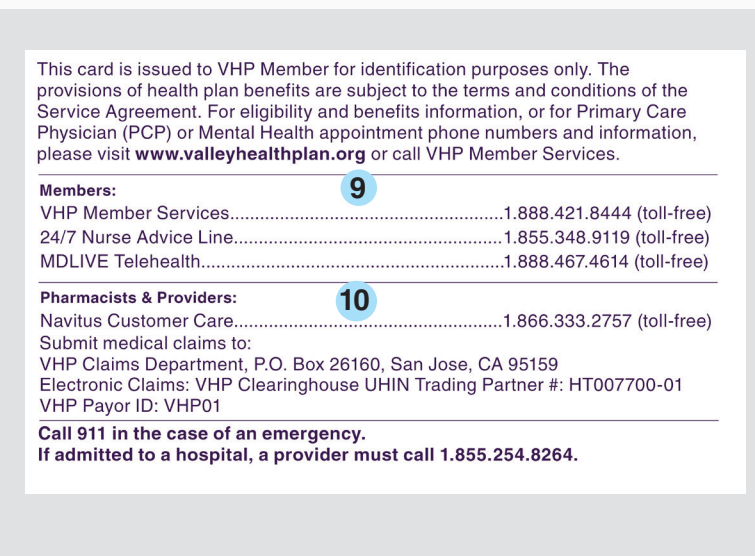 This card is issued to VHP Member for identification purposes only. The
provisions of health plan benefits are subject to the terms and conditions of the
Service Agreement. For eligibility and benefits information, or for Primary Care
Physician (PCP) or Mental Health appointment phone numbers and information,
please visit www.valleyhealthplan.org or call VHP Member Services.
9
Members:
VHP Member Services.......................................................1.888.421.8444 (toll-free)
24/7 Nurse Advice Line......................................................1.855.348.9119 (toll-free)
MDLIVE Telehealth.............................................................1.888.467.4614 (toll-free)
Pharmacists & Providers:
10
Navitus Customer Care......................................................1.866.333.2757 (toll-free)
Submit medical claims to:
VHP Claims Department, P.O. Box 26160, San Jose, CA 95159
Electronic Claims: VHP Clearinghouse UHIN Trading Partner #: HT007700-01
VHP Payor ID: VHP01
Call 911 in the case of an emergency.
If admitted to a hospital, a provider must call 1.855.254.8264.